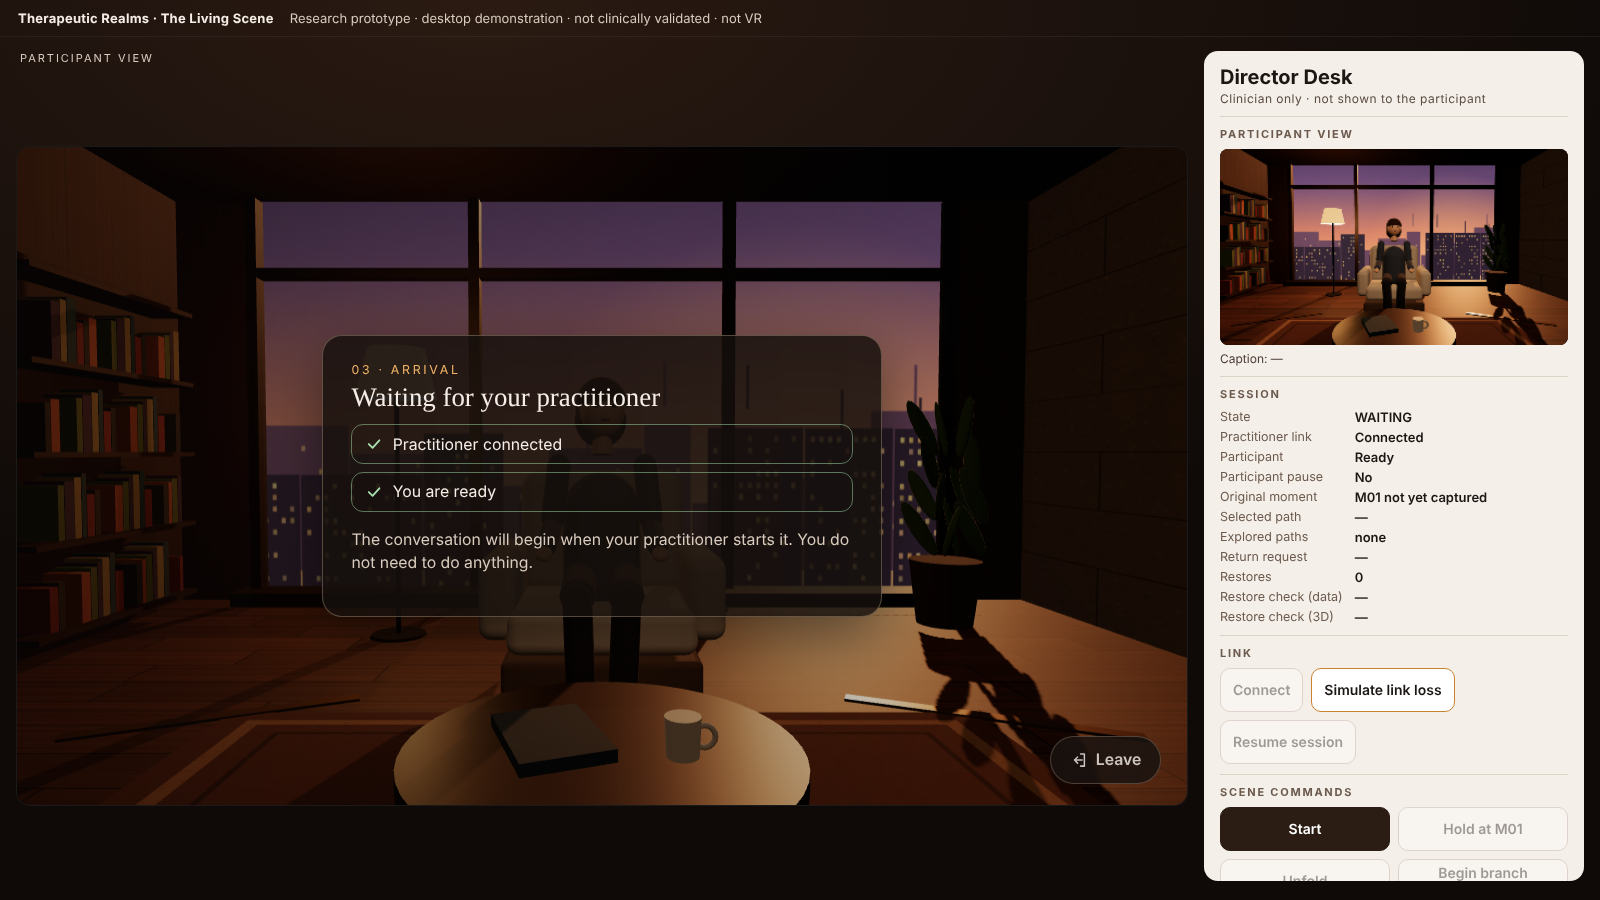 Therapeutic Realms · The Living Scene Research prototype · desktop demonstration · not clinically validated · not VR
PARTICIPANT VIEW
03 · ARRIVAL
Waiting for your practitioner
Practitioner connected
You are ready
The conversation will begin when your practitioner starts it. You do
not need to do anything.
Leave
Director Desk
Clinician only · not shown to the participant
PARTICIPANT VIEW
Caption: —
SESSION
State WAITING
Practitioner link Connected
Participant Ready
Participant pause No
Original moment M01 not yet captured
Selected path —
Explored paths none
Return request —
Restores 0
Restore check (data) —
Restore check (3D) —
LINK
Connect Simulate link loss
Resume session
SCENE COMMANDS
Start Hold at M01
Unfold Begin branch